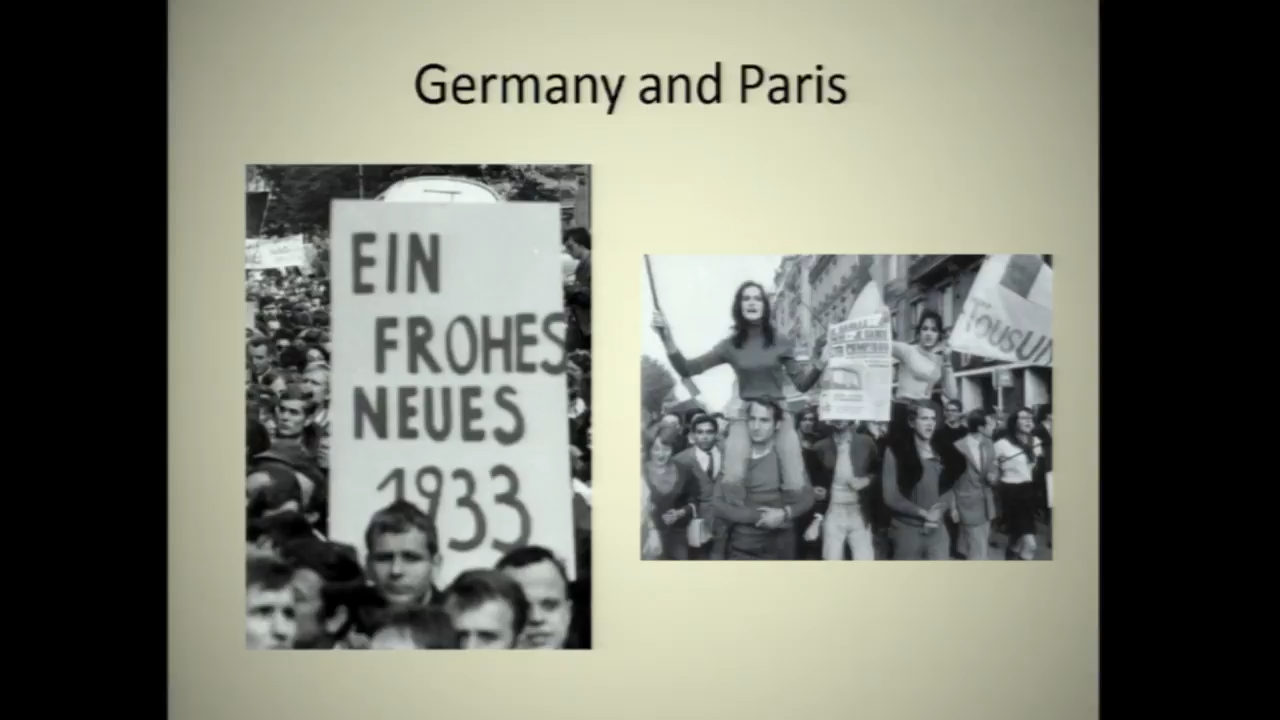 Germany and Paris
EIN
FROHES
NEUES
1933
TOUSUN